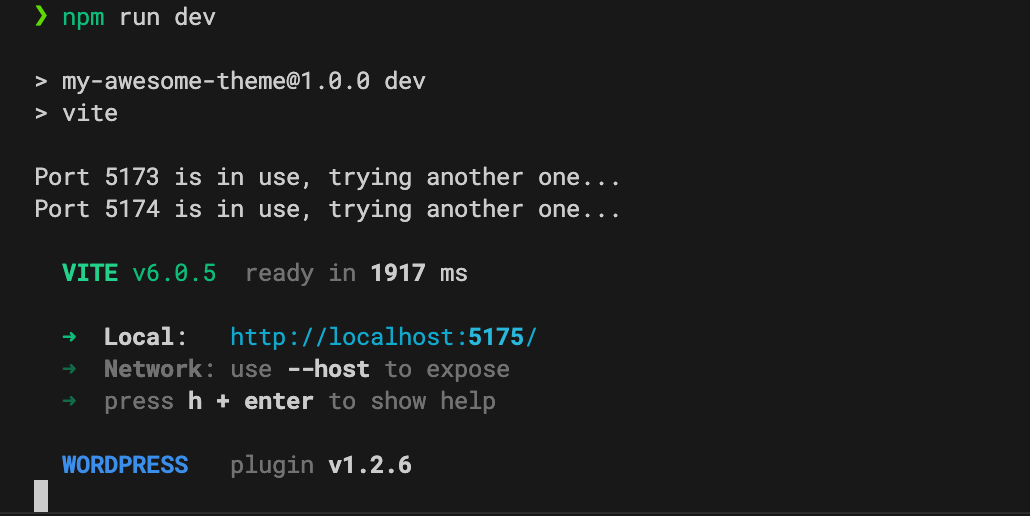 ❯ npm run dev
> my-awesome-theme@1.0.0 dev
> vite
Port 5173 is in use, trying another one...
Port 5174 is in use, trying another one...
VITE v6.0.5  ready in 1917 ms
➜  Local:   http://localhost:5175/
➜  Network: use --host to expose
➜  press h + enter to show help
WORDPRESS   plugin v1.2.6